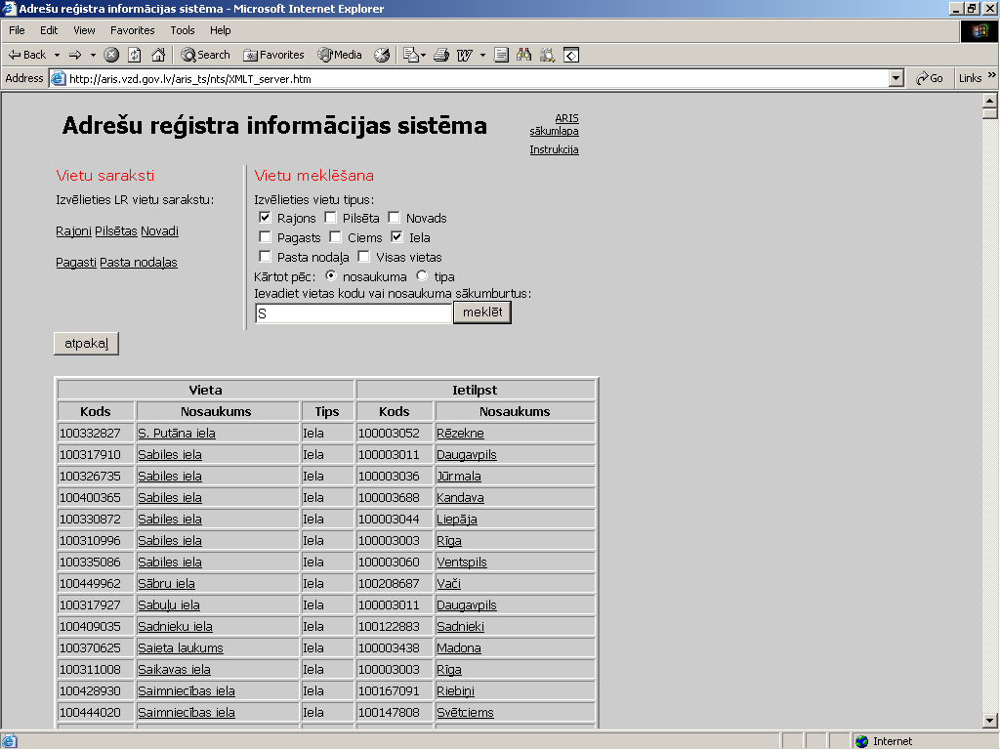 Adrešu reģistra informācijas sistēma - Microsoft Internet Explorer
File Edit View Favorites Tools Help
Back Search Favorites Media
Address http://aris.vzd.gov.lv/aris_ts/nts/XMLT_server.htm Go Links »
Adrešu reģistra informācijas sistēma
ARIS
sākumlapa
Instrukcija
Vietu saraksti
Izvēlieties LR vietu sarakstu:
Rajoni Pilsētas Novadi
Pagasti Pasta nodaļas
Vietu meklēšana
Izvēlieties vietu tipus:
Rajons Pilsēta Novads
Pagasts Ciems Iela
Pasta nodaļa Visas vietas
Kārtot pēc: nosaukuma tipa
Ievadiet vietas kodu vai nosaukuma sākumburtus:
S meklēt
atpakaļ
Vieta Ietilpst
Kods Nosaukums Tips Kods Nosaukums
100332827 S. Putāna iela Iela 100003052 Rēzekne
100317910 Sabiles iela Iela 100003011 Daugavpils
100326735 Sabiles iela Iela 100003036 Jūrmala
100400365 Sabiles iela Iela 100003688 Kandava
100330872 Sabiles iela Iela 100003044 Liepāja
100310996 Sabiles iela Iela 100003003 Rīga
100335086 Sabiles iela Iela 100003060 Ventspils
100449962 Sābru iela Iela 100208687 Vači
100317927 Sabuļu iela Iela 100003011 Daugavpils
100409035 Sadnieku iela Iela 100122883 Sadnieki
100370625 Saieta laukums Iela 100003438 Madona
100311008 Saikavas iela Iela 100003003 Rīga
100428930 Saimniecības iela Iela 100167091 Riebiņi
100444020 Saimniecības iela Iela 100147808 Svētciems
Internet